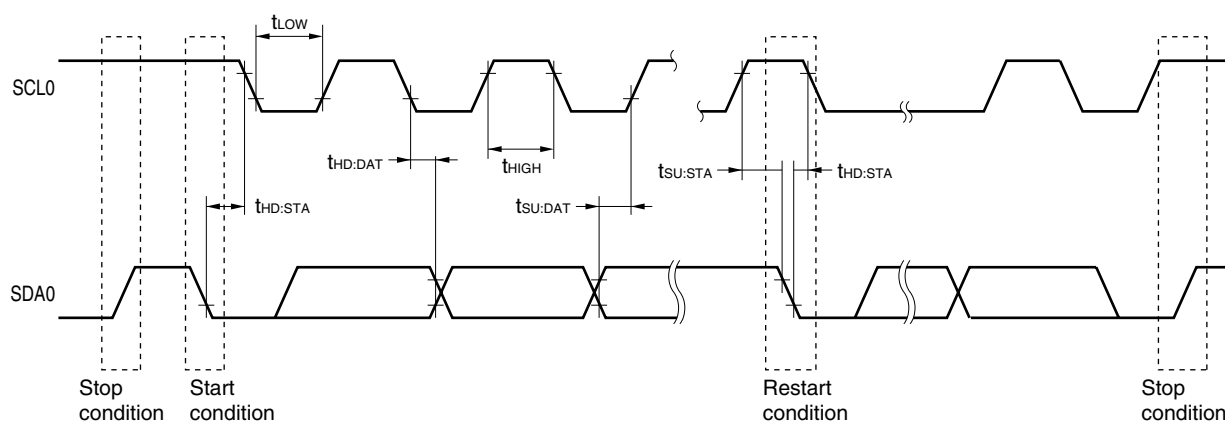 tLOW
SCL0
tHD:DAT
tHIGH
tSU:STA
tHD:STA
tHD:STA
tSU:DAT
SDA0
Stop
condition
Start
condition
Restart
condition
Stop
condition